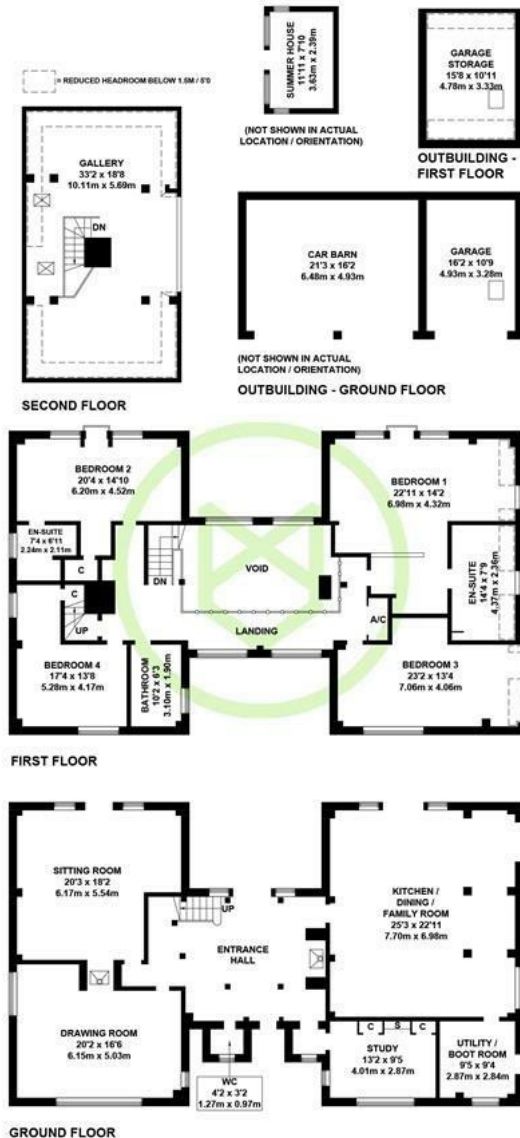 = REDUCED HEADROOM BELOW 1.5M / 5'0
SUMMER HOUSE
11'11 x 7'10
3.63m x 2.39m
(NOT SHOWN IN ACTUAL
LOCATION / ORIENTATION)
GARAGE
STORAGE
15'8 x 10'11
4.78m x 3.33m
OUTBUILDING -
FIRST FLOOR
GALLERY
33'2 x 18'8
10.11m x 5.69m
DN
SECOND FLOOR
CAR BARN
21'3 x 16'2
6.48m x 4.93m
GARAGE
16'2 x 10'9
4.93m x 3.28m
(NOT SHOWN IN ACTUAL
LOCATION / ORIENTATION)
OUTBUILDING - GROUND FLOOR
BEDROOM 2
20'4 x 14'10
6.20m x 4.52m
BEDROOM 1
22'11 x 14'2
6.98m x 4.32m
EN-SUITE
7'4 x 6'11
2.24m x 2.11m
C
C
UP
DN
VOID
LANDING
A/C
EN-SUITE
14'4 x 7'9
4.37m x 2.36m
BEDROOM 4
17'4 x 13'8
5.28m x 4.17m
BATHROOM
10'2 x 6'3
3.10m x 1.90m
BEDROOM 3
23'2 x 13'4
7.06m x 4.06m
FIRST FLOOR
SITTING ROOM
20'3 x 18'2
6.17m x 5.54m
KITCHEN /
DINING /
FAMILY ROOM
25'3 x 22'11
7.70m x 6.98m
UP
ENTRANCE
HALL
DRAWING ROOM
20'2 x 16'6
6.15m x 5.03m
C
S
C
STUDY
13'2 x 9'5
4.01m x 2.87m
UTILITY /
BOOT ROOM
9'5 x 9'4
2.87m x 2.84m
WC
4'2 x 3'2
1.27m x 0.97m
GROUND FLOOR